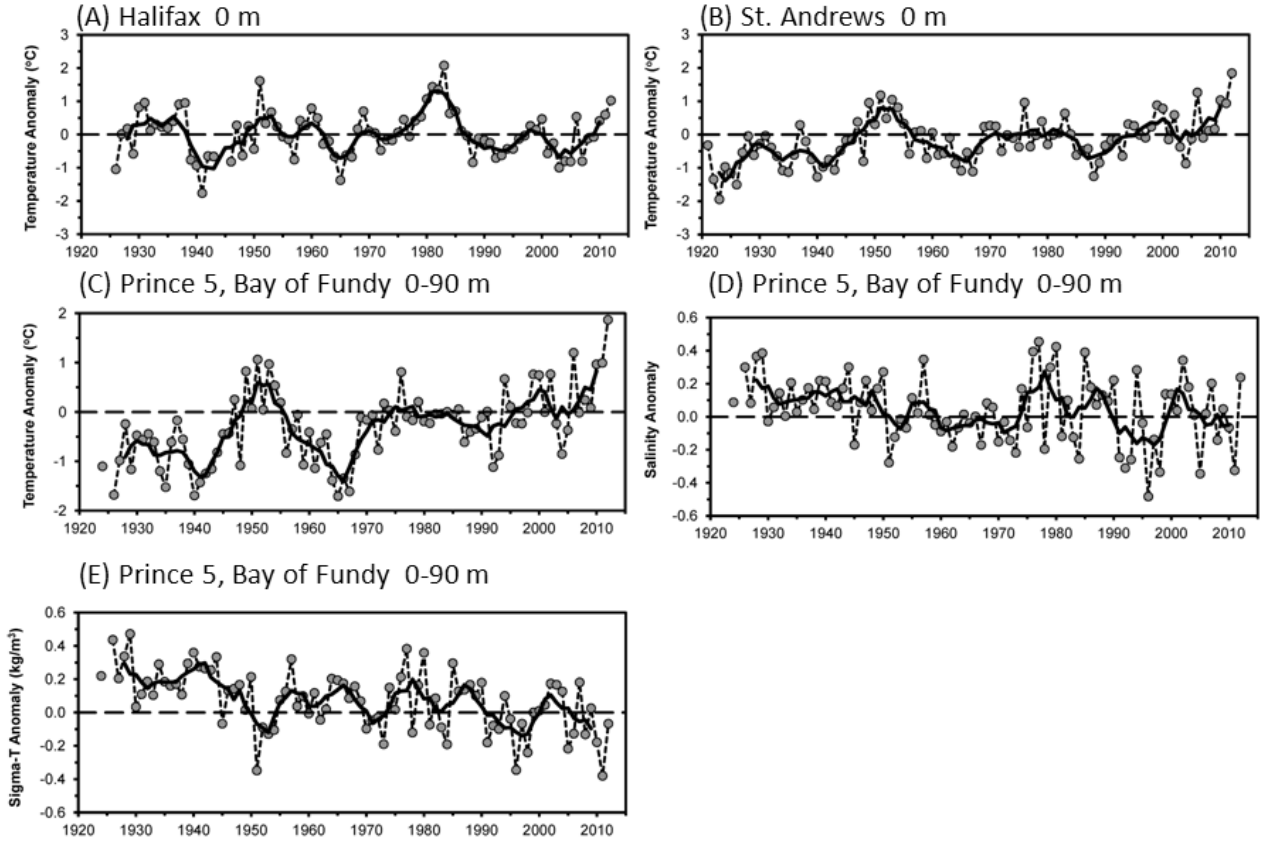 (A) Halifax 0 m
Temperature Anomaly (°C)
3
2
1
0
-1
-2
-3
1920 1930 1940 1950 1960 1970 1980 1990 2000 2010
(B) St. Andrews 0 m
Temperature Anomaly (°C)
3
2
1
0
-1
-2
-3
1920 1930 1940 1950 1960 1970 1980 1990 2000 2010
(C) Prince 5, Bay of Fundy 0-90 m
Temperature Anomaly (°C)
2
1
0
-1
-2
1920 1930 1940 1950 1960 1970 1980 1990 2000 2010
(D) Prince 5, Bay of Fundy 0-90 m
Salinity Anomaly
0.6
0.4
0.2
0.0
-0.2
-0.4
-0.6
1920 1930 1940 1950 1960 1970 1980 1990 2000 2010
(E) Prince 5, Bay of Fundy 0-90 m
Sigma-T Anomaly (kg/m³)
0.6
0.4
0.2
0.0
-0.2
-0.4
-0.6
1920 1930 1940 1950 1960 1970 1980 1990 2000 2010